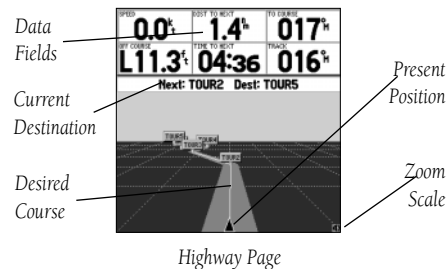 Data
Fields
SPEED
0.0 k t
DIST TO NEXT
1.4 n m
TO COURSE
017° M
OFF COURSE
L11.3 f t
TIME TO NEXT
04:36
TRACK
016° M
Next: TOUR2 Dest: TOUR5
Current
Destination
Present
Position
TOUR5
TOUR4
TOUR3
TOUR2
Desired
Course
Zoom
Scale
Highway Page